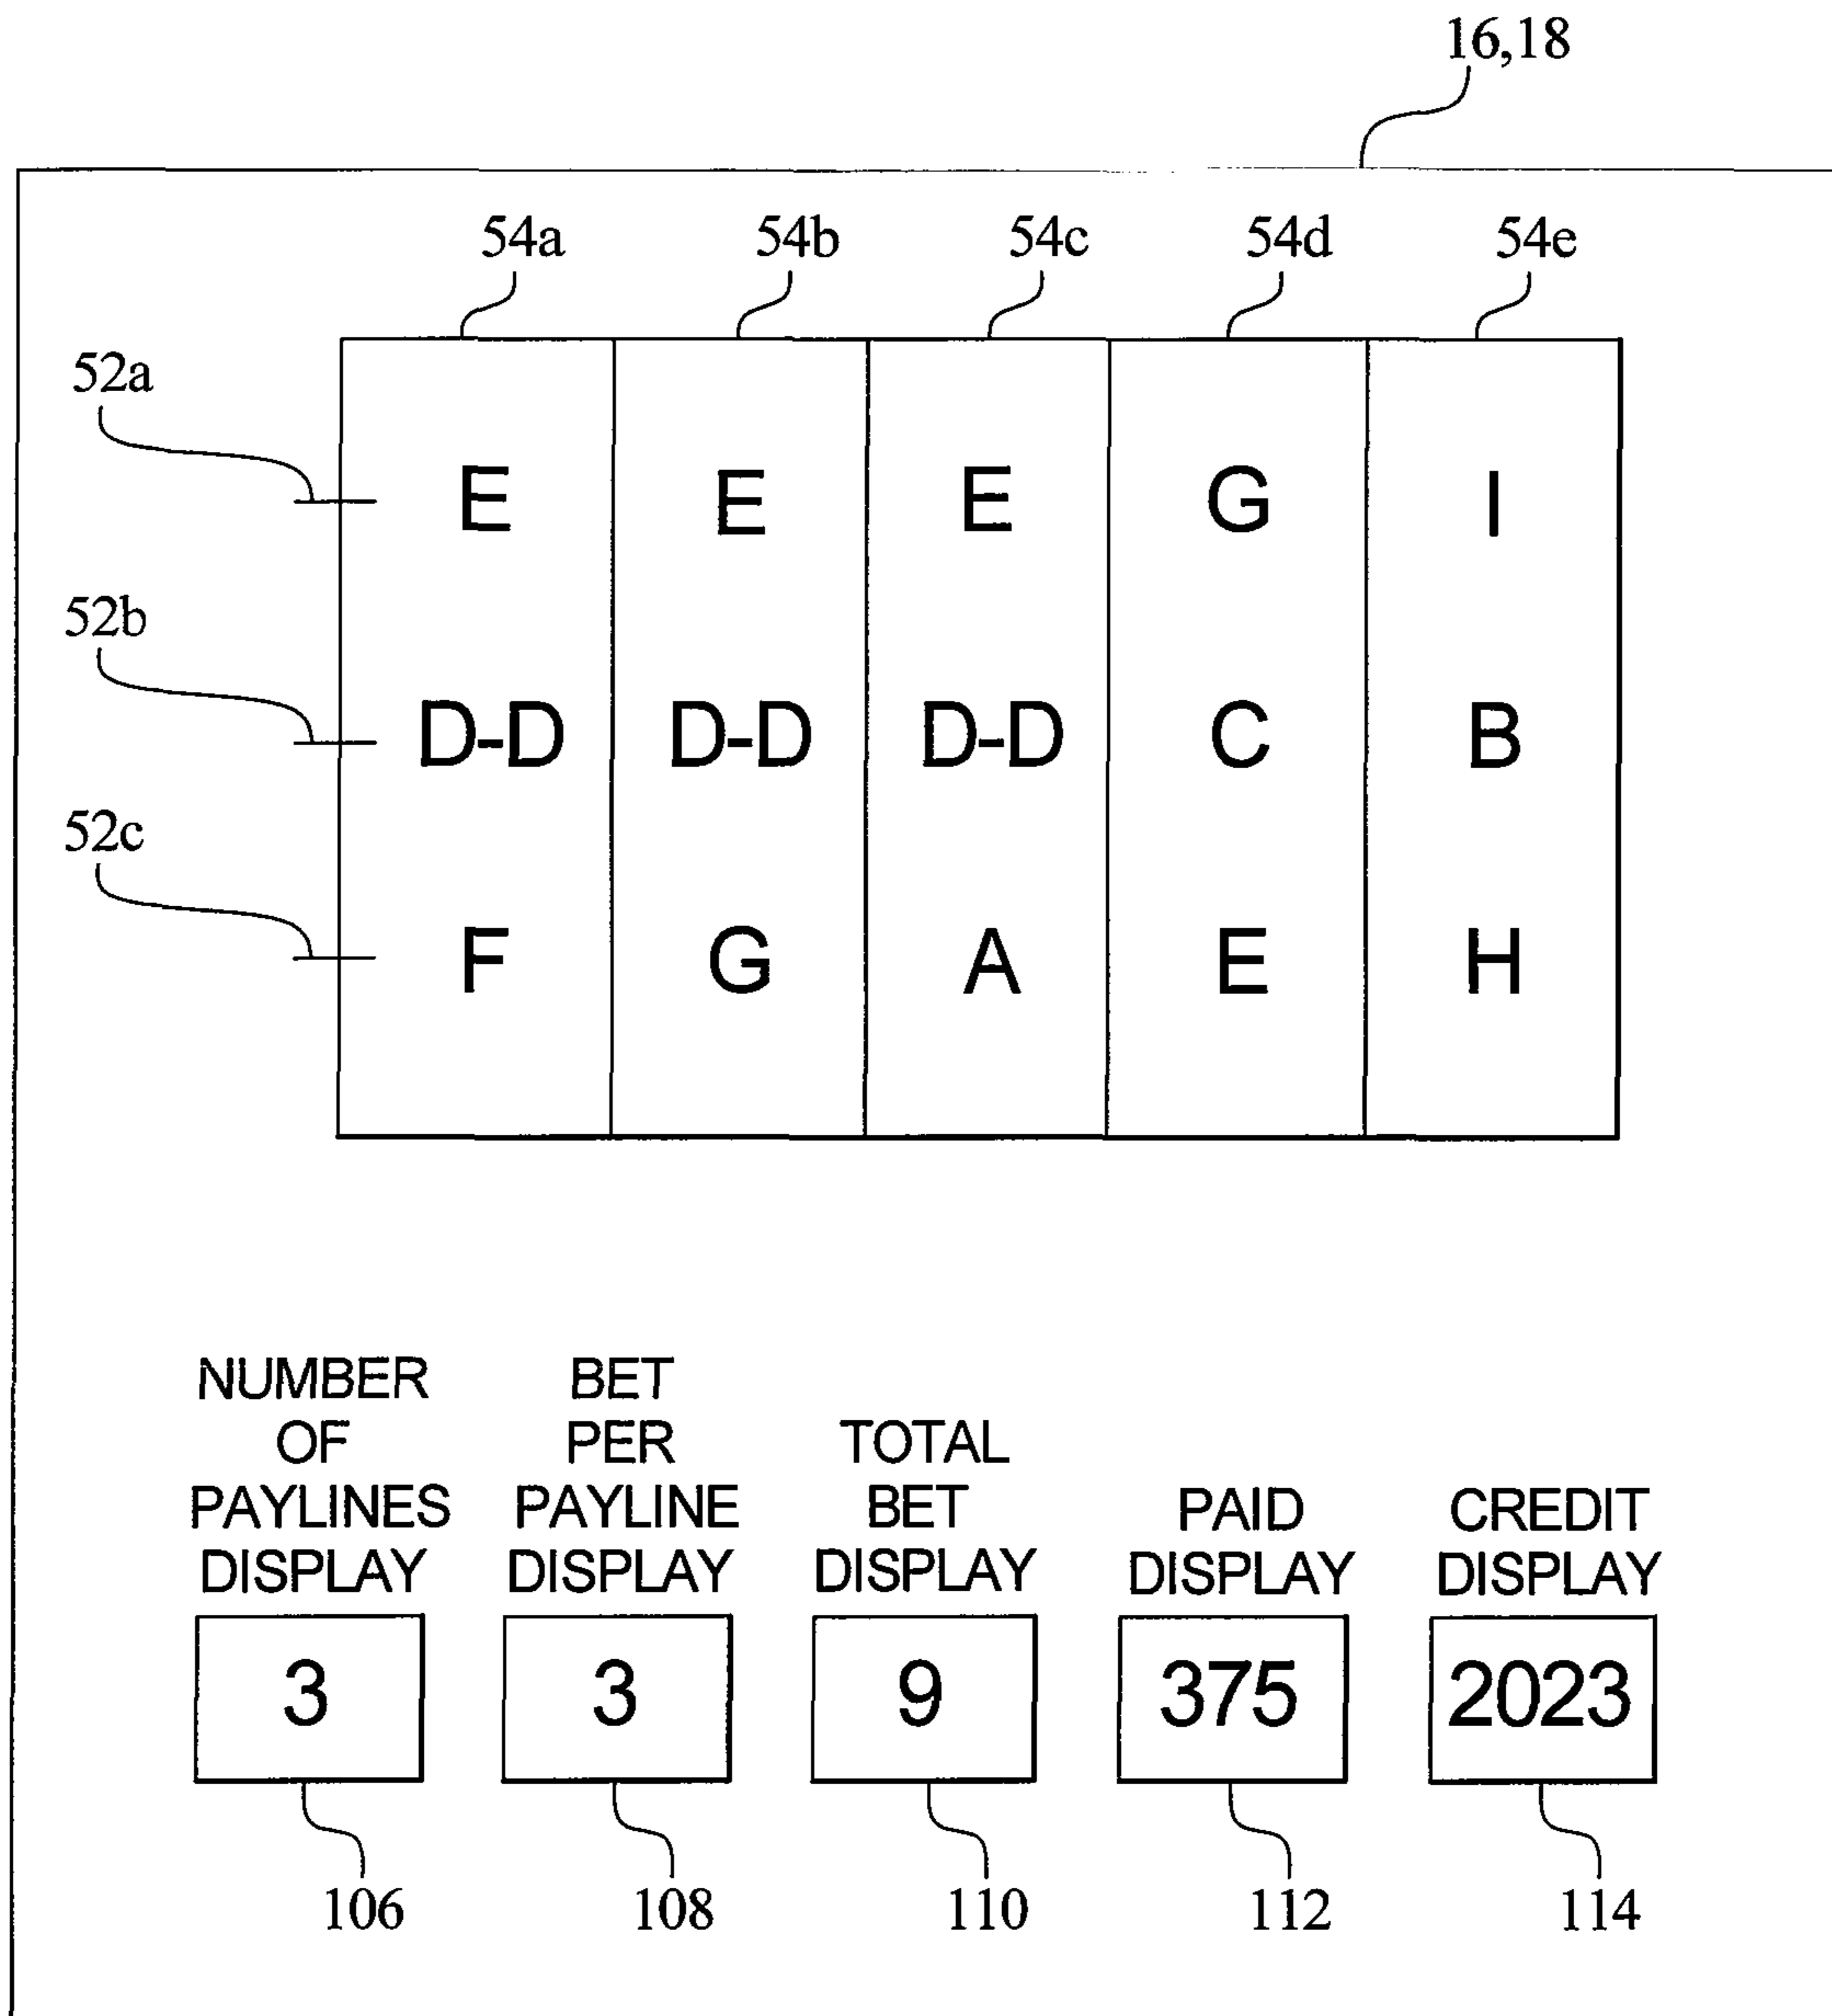 16,18
54a 54b 54c 54d 54e
52a
E E E G I
52b
D-D D-D D-D C B
52c
F G A E H
NUMBER
OF
PAYLINES
DISPLAY
BET
PER
PAYLINE
DISPLAY
TOTAL
BET
DISPLAY
PAID
DISPLAY
CREDIT
DISPLAY
3 3 9 375 2023
106 108 110 112 114